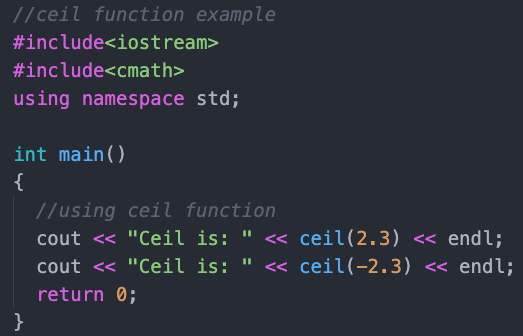 //ceil function example
#include<iostream>
#include<cmath>
using namespace std;

int main()
{
  //using ceil function
  cout << "Ceil is: " << ceil(2.3) << endl;
  cout << "Ceil is: " << ceil(-2.3) << endl;
  return 0;
}